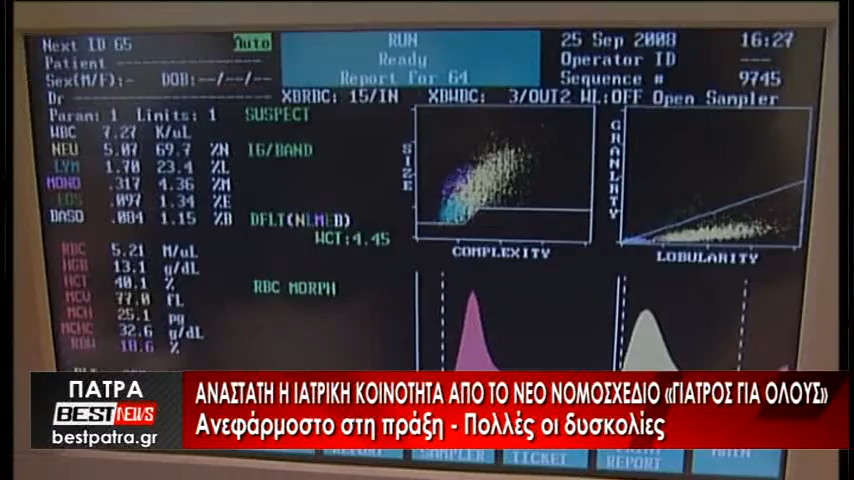 Next ID 65
Auto
Patient
Sex(M/F):- DOB:--/--/--
Dr
RUN
Ready
Report for 64
25 Sep 2008 16:27
Operator ID ---
Sequence # 9745
XBRBC: 15/IN XBWBC: 3/OUT2 WL:OFF Open Sampler
Param: 1 Limits: 1
SUSPECT
WBC 7.27 K/uL
NEU 5.07 69.7 %N
I6/BAND
LYM 1.70 23.4 %L
MONO .317 4.36 %M
EOS .097 1.34 %E
BASO .084 1.15 %B
DFLT(NLMEB)
WCT:4.45
RBC 5.21 M/uL
HGB 13.1 g/dL
HCT 40.1 %
MCV 77.0 fL
MCH 25.1 pg
MCHC 32.6 g/dL
RDW 18.6 %
RBC MORPH
SIZE
COMPLEXITY
GRANLRTY
LOBULARITY
ΠΑΤΡΑ
BEST NEWS
bestpatra.gr
ΑΝΑΣΤΑΤΗ Η ΙΑΤΡΙΚΗ ΚΟΙΝΟΤΗΤΑ ΑΠΟ ΤΟ ΝΕΟ ΝΟΜΟΣΧΕΔΙΟ «ΓΙΑΤΡΟΣ ΓΙΑ ΟΛΟΥΣ»
Ανεφάρμοστο στη πράξη - Πολλές οι δυσκολίες
SAMPLER
TICKET
REPORT
MAIN